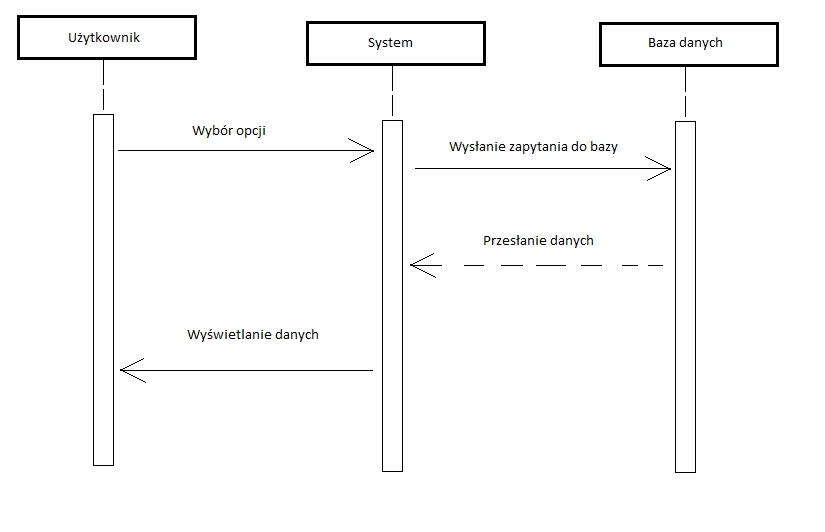 Użytkownik
System
Baza danych
Wybór opcji
Wysłanie zapytania do bazy
Przesłanie danych
Wyświetlanie danych